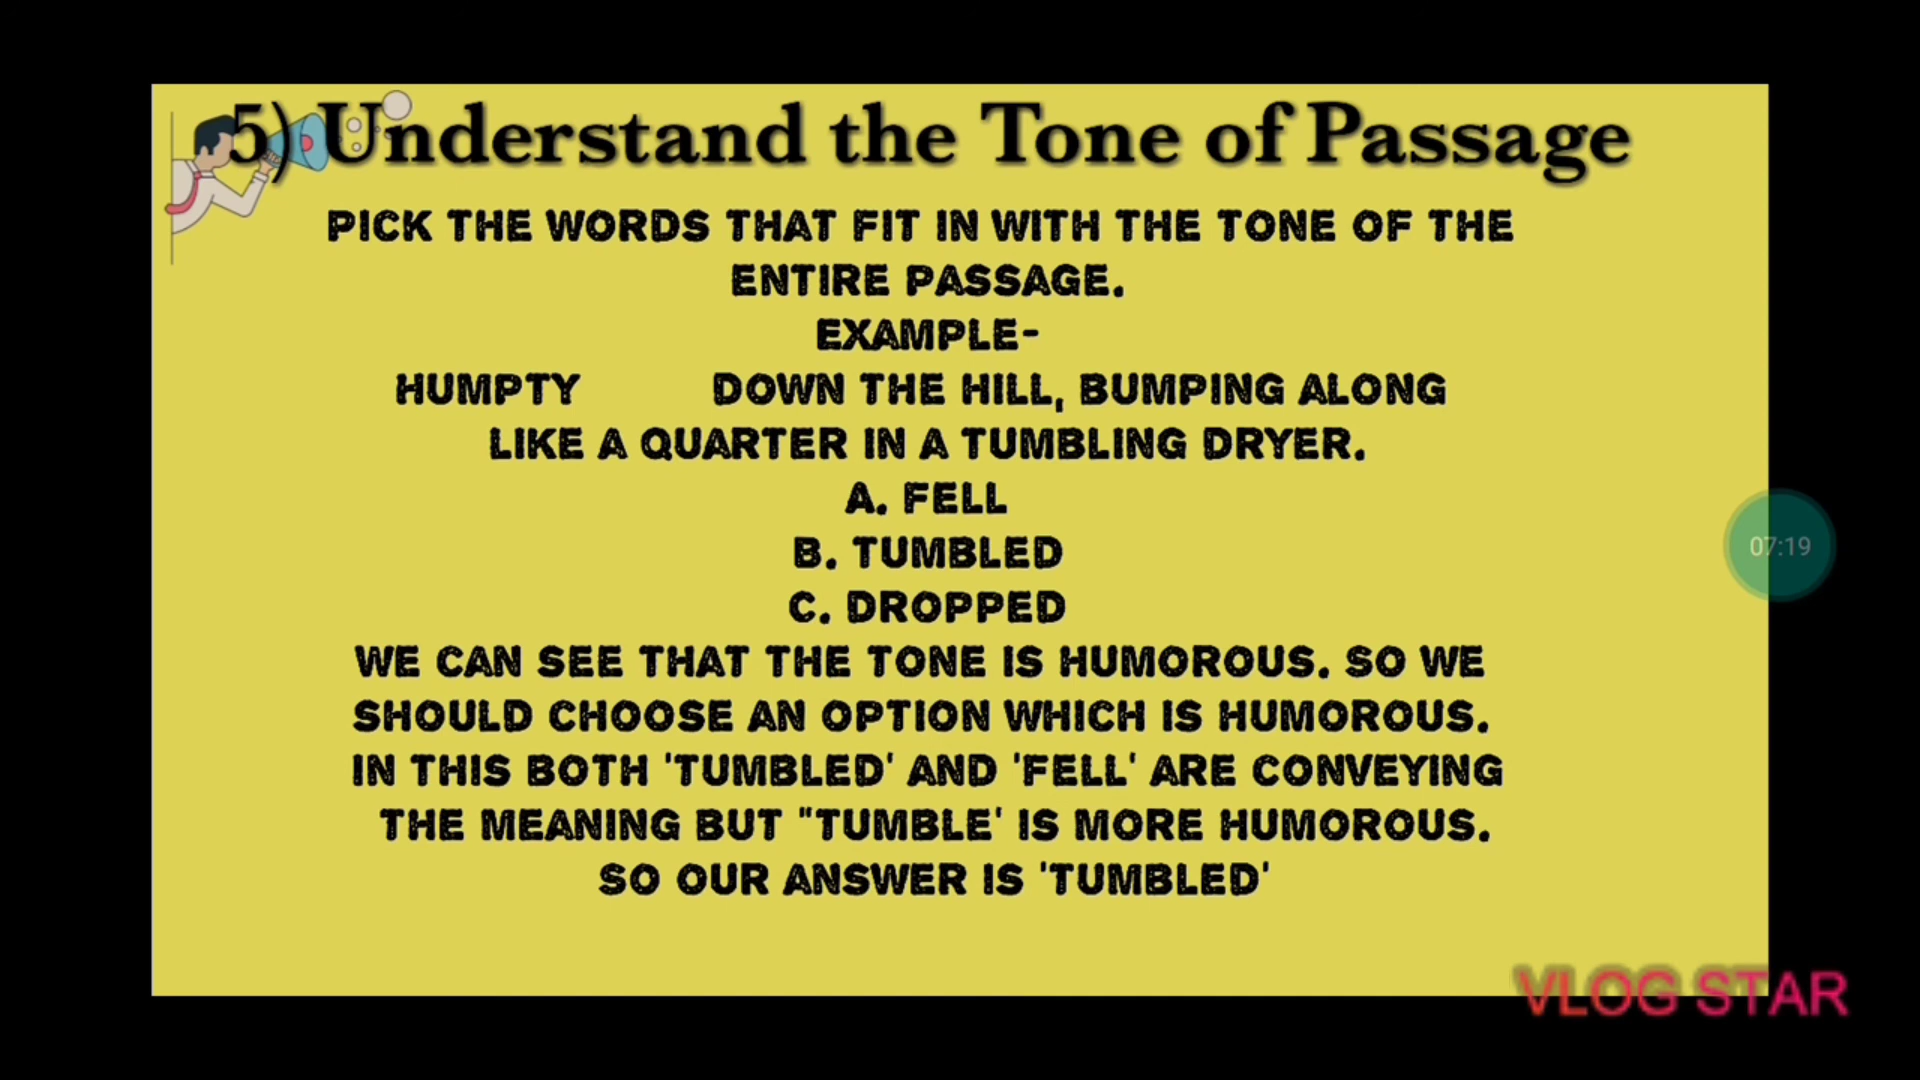 5) Understand the Tone of Passage
PICK THE WORDS THAT FIT IN WITH THE TONE OF THE
ENTIRE PASSAGE.
EXAMPLE-
HUMPTY DOWN THE HILL, BUMPING ALONG
LIKE A QUARTER IN A TUMBLING DRYER.
A. FELL
B. TUMBLED
C. DROPPED
WE CAN SEE THAT THE TONE IS HUMOROUS. SO WE
SHOULD CHOOSE AN OPTION WHICH IS HUMOROUS.
IN THIS BOTH 'TUMBLED' AND 'FELL' ARE CONVEYING
THE MEANING BUT "TUMBLE' IS MORE HUMOROUS.
SO OUR ANSWER IS 'TUMBLED'
07:19
VLOG STAR